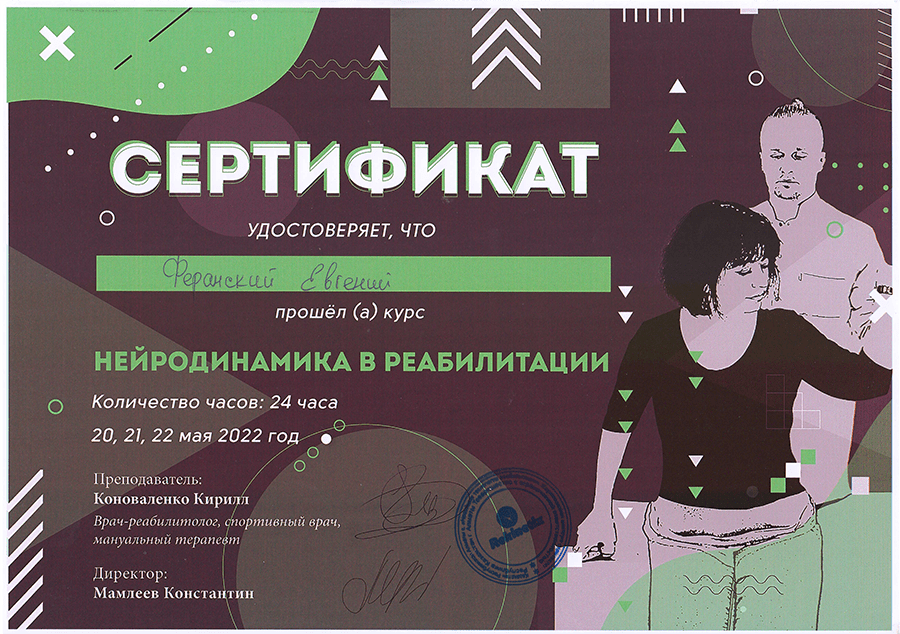 СЕРТИФИКАТ
УДОСТОВЕРЯЕТ, ЧТО
Феранский Евгений
прошёл (а) курс
НЕЙРОДИНАМИКА В РЕАБИЛИТАЦИИ
Количество часов: 24 часа
20, 21, 22 мая 2022 год
Преподаватель:
Коноваленко Кирилл
Врач-реабилитолог, спортивный врач,
мануальный терапевт
Директор:
Мамлеев Константин